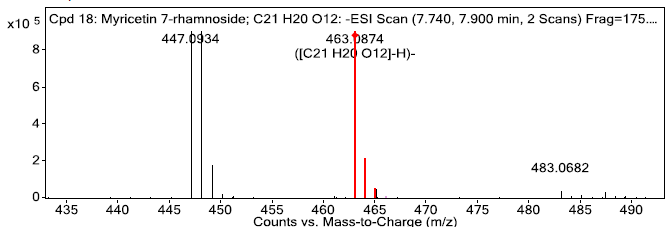 Cpd 18: Myricetin 7-rhamnoside; C21 H20 O12: -ESI Scan (7.740, 7.900 min, 2 Scans) Frag=175....
x10 5
8
6
4
2
0
447.0934
463.0874
([C21 H20 O12]-H)-
483.0682
435 440 445 450 455 460 465 470 475 480 485 490
Counts vs. Mass-to-Charge (m/z)